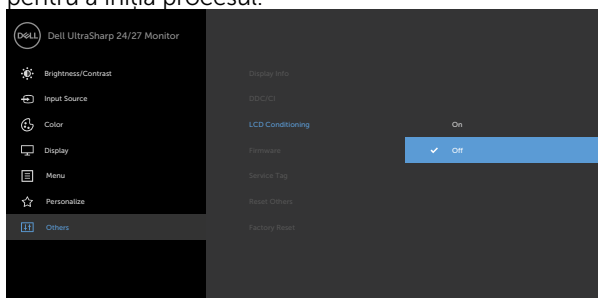 pentru a iniția procesul.
DELL
Dell UltraSharp 24/27 Monitor
Brightness/Contrast
Display Info
Input Source
DDC/CI
Color
LCD Conditioning
On
Display
Firmware
Off
Menu
Service Tag
Personalize
Reset Others
Others
Factory Reset